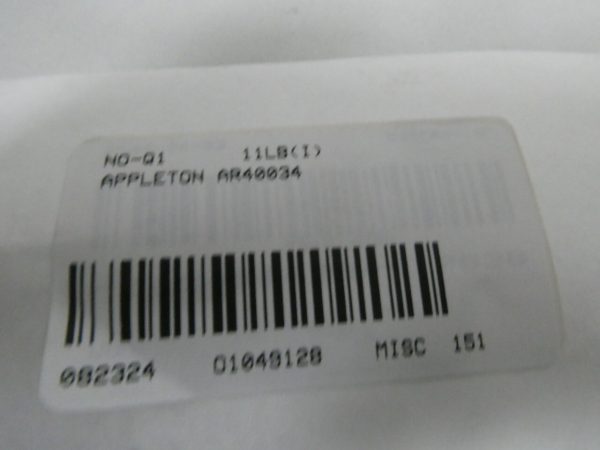 NO-Q1 11LB(I)
APPLETON AR40034
082324 01049128 MISC 151